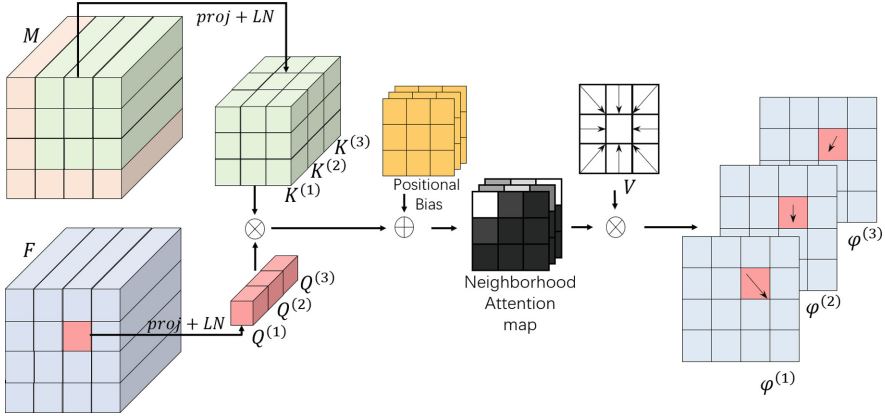 M
proj + LN
K^{(3)}
K^{(2)}
K^{(1)}
Positional
Bias
V
F
proj + LN
Q^{(3)}
Q^{(2)}
Q^{(1)}
Neighborhood
Attention
map
φ^{(3)}
φ^{(2)}
φ^{(1)}